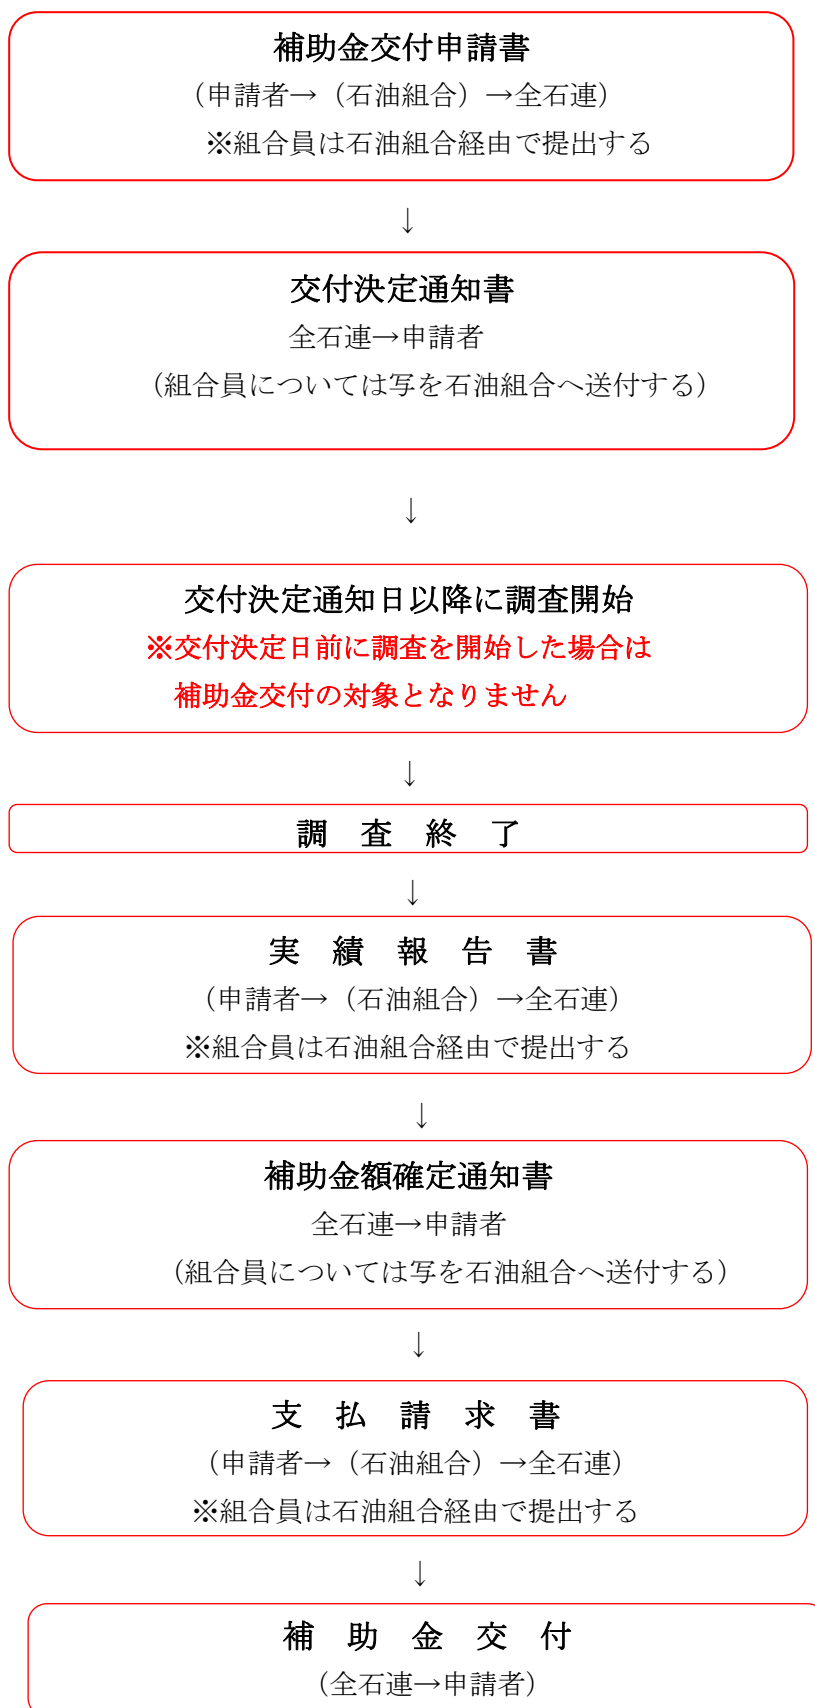 補助金交付申請書
（申請者→（石油組合）→全石連）
※組合員は石油組合経由で提出する
↓
交付決定通知書
全石連→申請者
（組合員については写を石油組合へ送付する）
↓
交付決定通知日以降に調査開始
※交付決定日前に調査を開始した場合は
補助金交付の対象となりません
↓
調　査　終　了
↓
実　績　報　告　書
（申請者→（石油組合）→全石連）
※組合員は石油組合経由で提出する
↓
補助金額確定通知書
全石連→申請者
（組合員については写を石油組合へ送付する）
↓
支　払　請　求　書
（申請者→（石油組合）→全石連）
※組合員は石油組合経由で提出する
↓
補　助　金　交　付
（全石連→申請者）